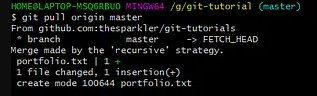 HOME@LAPTOP-MSQ6RBUO MINGW64 /g/git-tutorial (master)
$ git pull origin master
From github.com:thesparkler/git-tutorials
 * branch            master     -> FETCH_HEAD
Merge made by the 'recursive' strategy.
 portfolio.txt | 1 +
 1 file changed, 1 insertion(+)
 create mode 100644 portfolio.txt